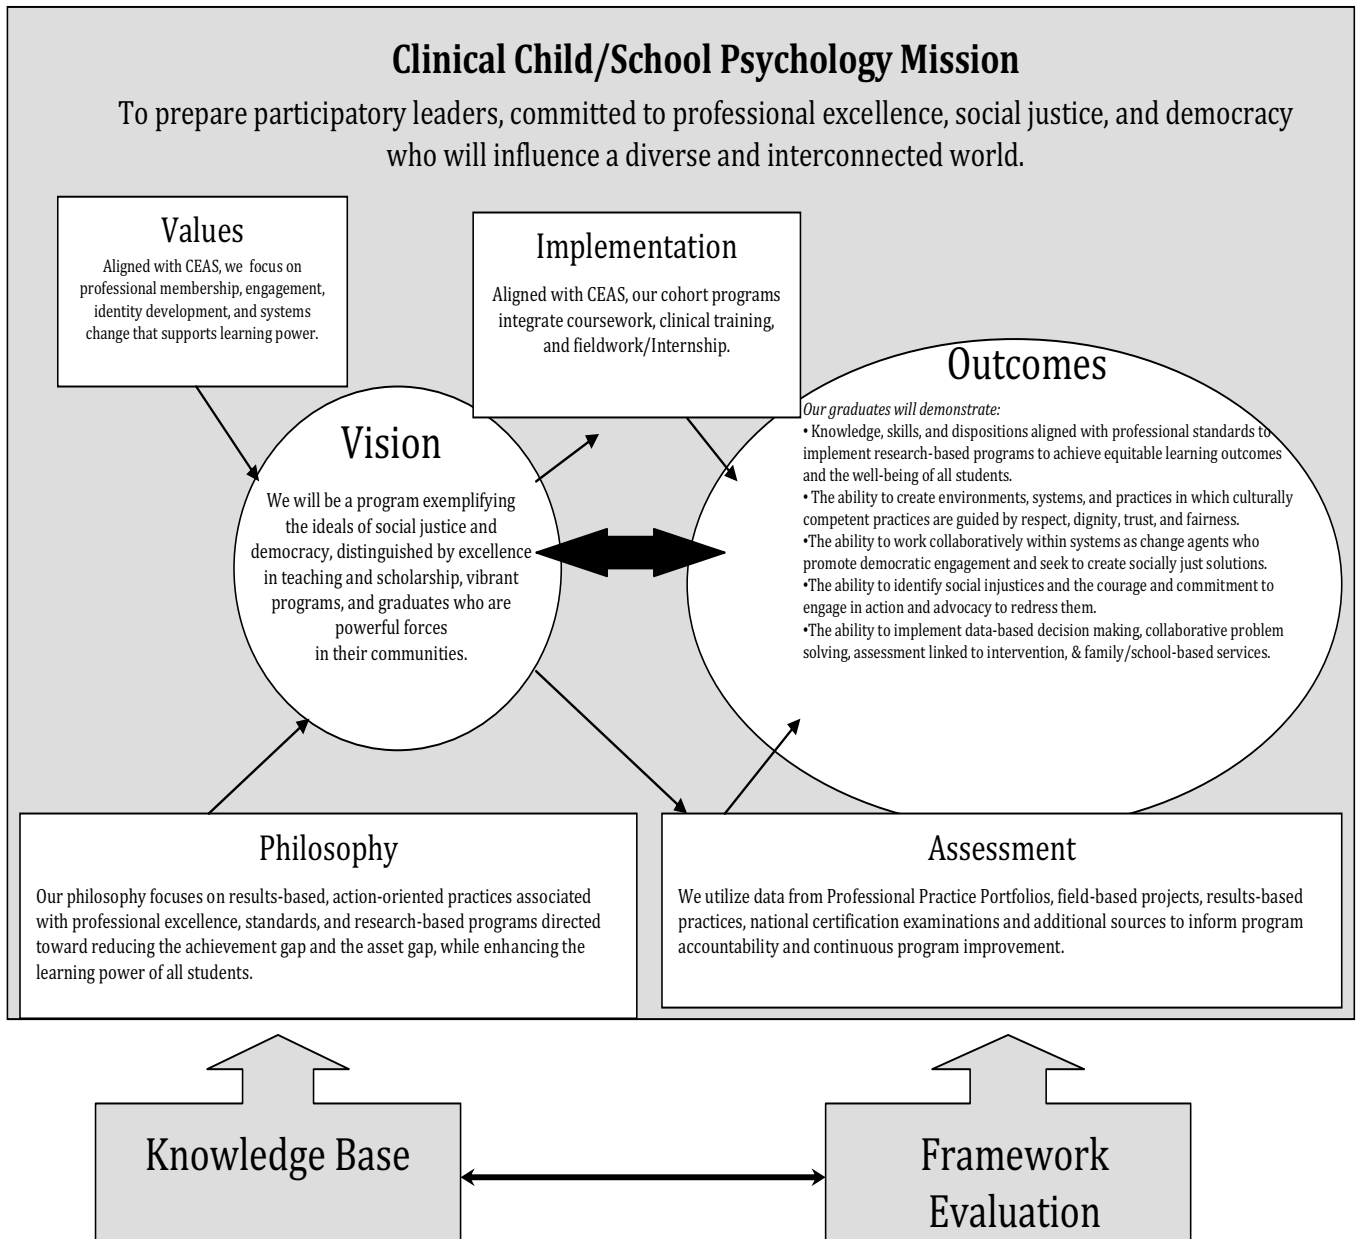 Clinical Child/School Psychology Mission
To prepare participatory leaders, committed to professional excellence, social justice, and democracy
who will influence a diverse and interconnected world.
Values
Aligned with CEAS, we focus on
professional membership, engagement,
identity development, and systems
change that supports learning power.
Implementation
Aligned with CEAS, our cohort programs
integrate coursework, clinical training,
and fieldwork/Internship.
Vision
We will be a program exemplifying
the ideals of social justice and
democracy, distinguished by excellence
in teaching and scholarship, vibrant
programs, and graduates who are
powerful forces
in their communities.
Outcomes
Our graduates will demonstrate:
• Knowledge, skills, and dispositions aligned with professional standards to
implement research-based programs to achieve equitable learning outcomes
and the well-being of all students.
• The ability to create environments, systems, and practices in which culturally
competent practices are guided by respect, dignity, trust, and fairness.
•The ability to work collaboratively within systems as change agents who
promote democratic engagement and seek to create socially just solutions.
•The ability to identify social injustices and the courage and commitment to
engage in action and advocacy to redress them.
•The ability to implement data-based decision making, collaborative problem
solving, assessment linked to intervention, & family/school-based services.
Philosophy
Our philosophy focuses on results-based, action-oriented practices associated
with professional excellence, standards, and research-based programs directed
toward reducing the achievement gap and the asset gap, while enhancing the
learning power of all students.
Assessment
We utilize data from Professional Practice Portfolios, field-based projects, results-based
practices, national certification examinations and additional sources to inform program
accountability and continuous program improvement.
Knowledge Base
Framework
Evaluation